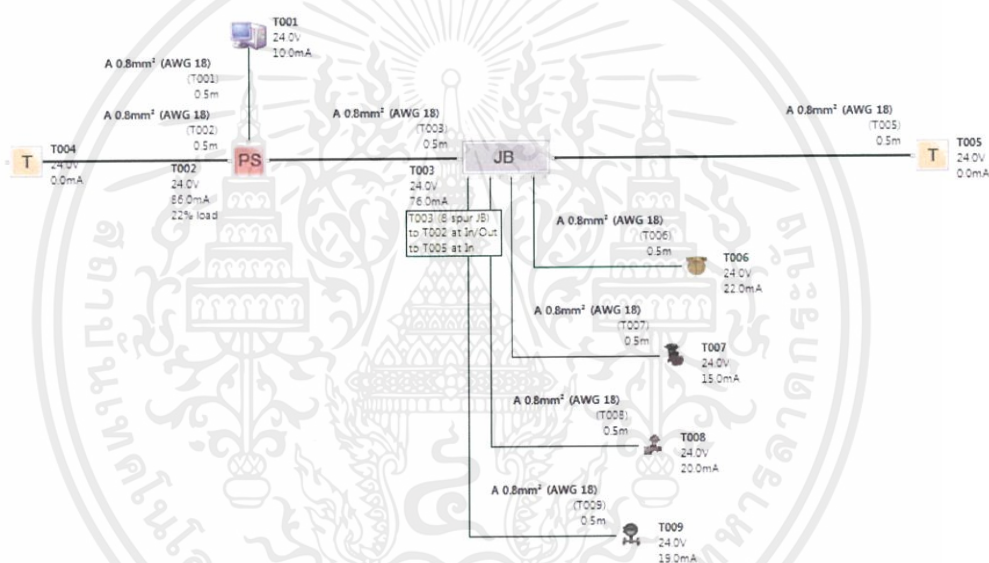 T001
24.0V
10.0mA
A 0.8mm² (AWG 18)
(T001)
0.5m
A 0.8mm² (AWG 18)
(T002)
0.5m
T
T004
24.0V
0.0mA
PS
T002
24.0V
86.0mA
22% load
A 0.8mm² (AWG 18)
(T003)
0.5m
T003
24.0V
76.0mA
T003 (8 spur JB)
to T002 at In/Out
to T005 at In
JB
A 0.8mm² (AWG 18)
(T005)
0.5m
T
T005
24.0V
0.0mA
A 0.8mm² (AWG 18)
(T006)
0.5m
T006
24.0V
22.0mA
A 0.8mm² (AWG 18)
(T007)
0.5m
T007
24.0V
15.0mA
A 0.8mm² (AWG 18)
(T008)
0.5m
T008
24.0V
20.0mA
A 0.8mm² (AWG 18)
(T009)
0.5m
T009
24.0V
19.0mA